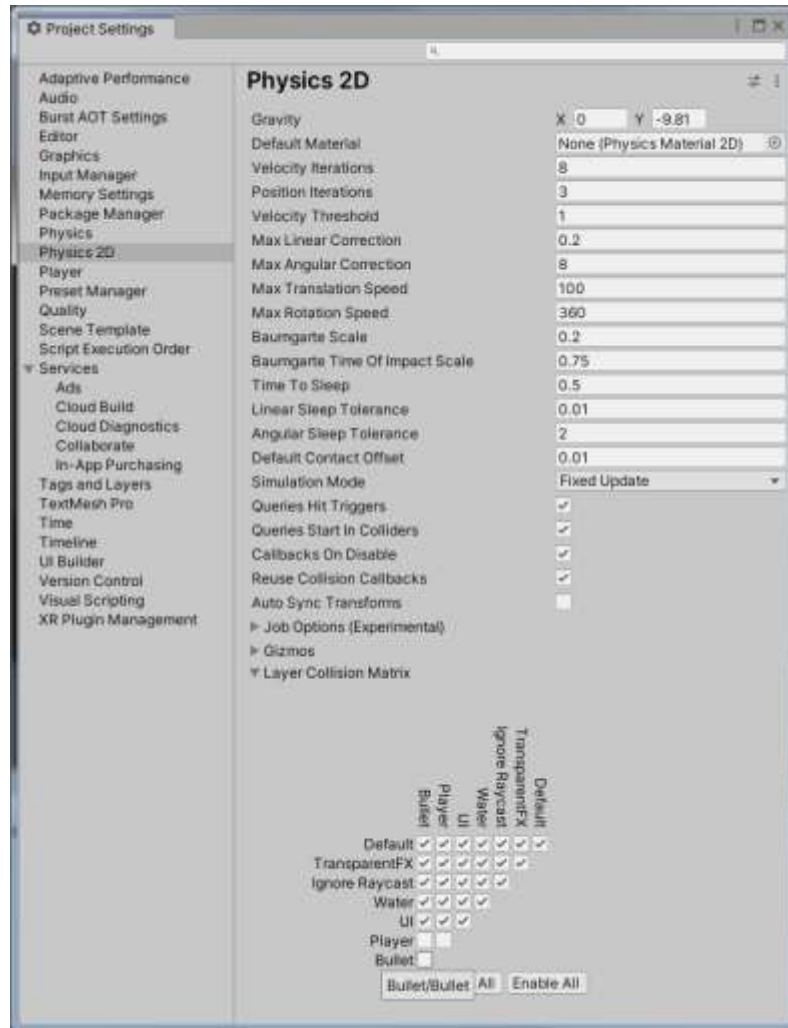 Project Settings
Adaptive Performance
Audio
Burst AOT Settings
Editor
Graphics
Input Manager
Memory Settings
Package Manager
Physics
Physics 2D
Player
Preset Manager
Quality
Scene Template
Script Execution Order
Services
Ads
Cloud Build
Cloud Diagnostics
Collaborate
In-App Purchasing
Tags and Layers
TextMesh Pro
Time
Timeline
UI Builder
Version Control
Visual Scripting
XR Plugin Management
Physics 2D
Gravity X 0 Y -9.81
Default Material None (Physics Material 2D)
Velocity Iterations 8
Position Iterations 3
Velocity Threshold 1
Max Linear Correction 0.2
Max Angular Correction 8
Max Translation Speed 100
Max Rotation Speed 360
Baumgarte Scale 0.2
Baumgarte Time Of Impact Scale 0.75
Time To Sleep 0.5
Linear Sleep Tolerance 0.01
Angular Sleep Tolerance 2
Default Contact Offset 0.01
Simulation Mode Fixed Update
Queries Hit Triggers
Queries Start In Colliders
Callbacks On Disable
Reuse Collision Callbacks
Auto Sync Transforms
Job Options (Experimental)
Gizmos
Layer Collision Matrix
Bullet
Player
UI
Water
Ignore Raycast
TransparentFX
Default
Default
TransparentFX
Ignore Raycast
Water
UI
Player
Bullet
Bullet/Bullet All Enable All